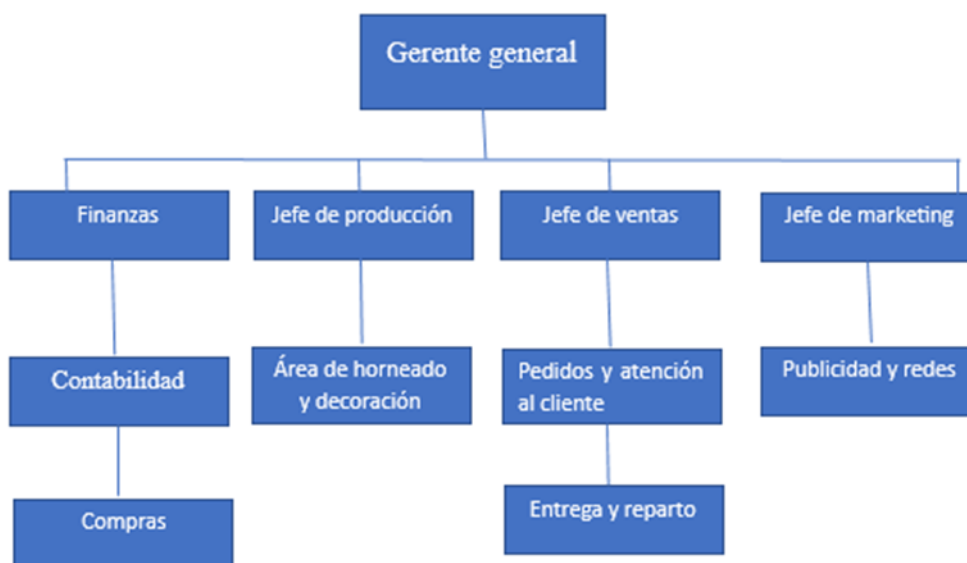 Gerente general
Finanzas
Jefe de producción
Jefe de ventas
Jefe de marketing
Contabilidad
Área de horneado
y decoración
Pedidos y atención
al cliente
Publicidad y redes
Compras
Entrega y reparto